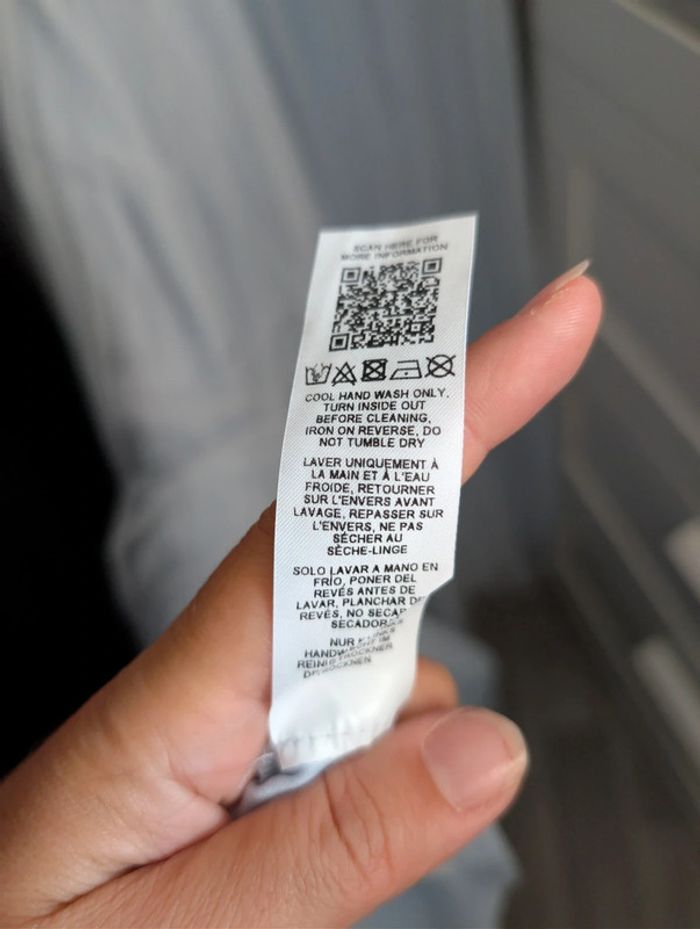 SCAN HERE FOR
MORE INFORMATION
COOL HAND WASH ONLY,
TURN INSIDE OUT
BEFORE CLEANING,
IRON ON REVERSE, DO
NOT TUMBLE DRY
LAVER UNIQUEMENT À
LA MAIN ET À L'EAU
FROIDE, RETOURNER
SUR L'ENVERS AVANT
LAVAGE, REPASSER SUR
L'ENVERS, NE PAS
SÉCHER AU
SÈCHE-LINGE
SOLO LAVAR A MANO EN
FRÍO, PONER DEL
REVÉS ANTES DE
LAVAR, PLANCHAR DE
REVÉS, NO SECAR
SECADORA
NUR